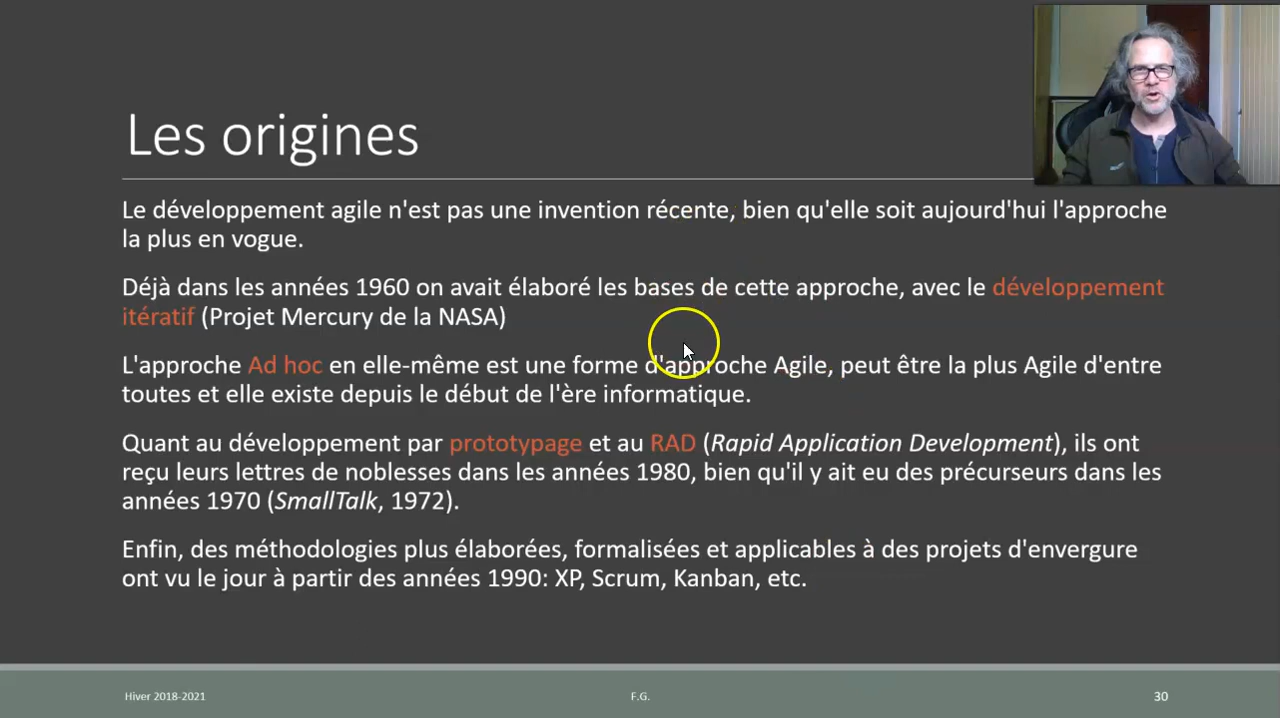 Les origines
Le développement agile n'est pas une invention récente, bien qu'elle soit aujourd'hui l'approche
la plus en vogue.
Déjà dans les années 1960 on avait élaboré les bases de cette approche, avec le développement
itératif (Projet Mercury de la NASA)
L'approche Ad hoc en elle-même est une forme d'approche Agile, peut être la plus Agile d'entre
toutes et elle existe depuis le début de l'ère informatique.
Quant au développement par prototypage et au RAD (Rapid Application Development), ils ont
reçu leurs lettres de noblesses dans les années 1980, bien qu'il y ait eu des précurseurs dans les
années 1970 (SmallTalk, 1972).
Enfin, des méthodologies plus élaborées, formalisées et applicables à des projets d'envergure
ont vu le jour à partir des années 1990: XP, Scrum, Kanban, etc.
Hiver 2018-2021
F.G.
30